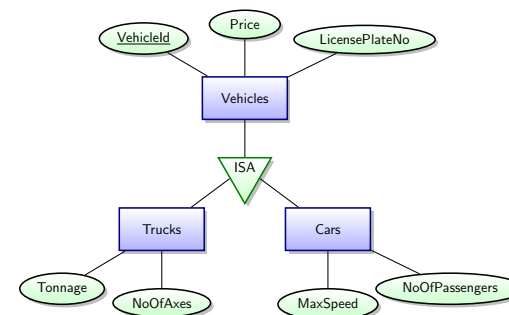 VehicleId
Price
LicensePlateNo
Vehicles
ISA
Trucks
Cars
Tonnage
NoOfAxes
MaxSpeed
NoOfPassengers